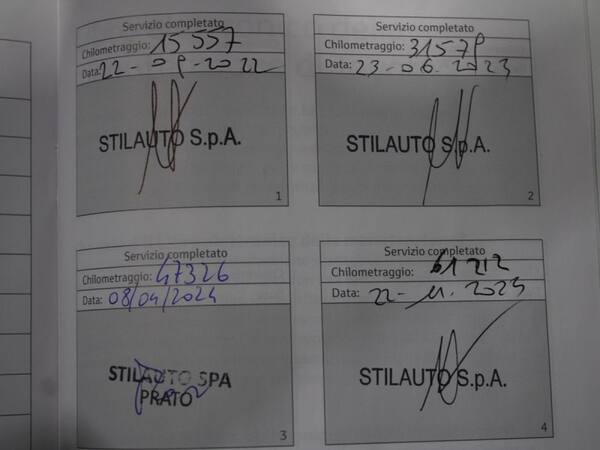 Servizio completato
Chilometraggio: 15557
Data: 22-09-2022
STILAUTO S.p.A.
1
Servizio completato
Chilometraggio: 31579
Data: 23-06.2023
STILAUTO S.p.A.
2
Servizio completato
Chilometraggio: 47326
Data: 08/04/2024
STILAUTO SPA
PRATO
3
Servizio completato
Chilometraggio: 61212
Data: 22-11.2024
STILAUTO S.p.A.
4